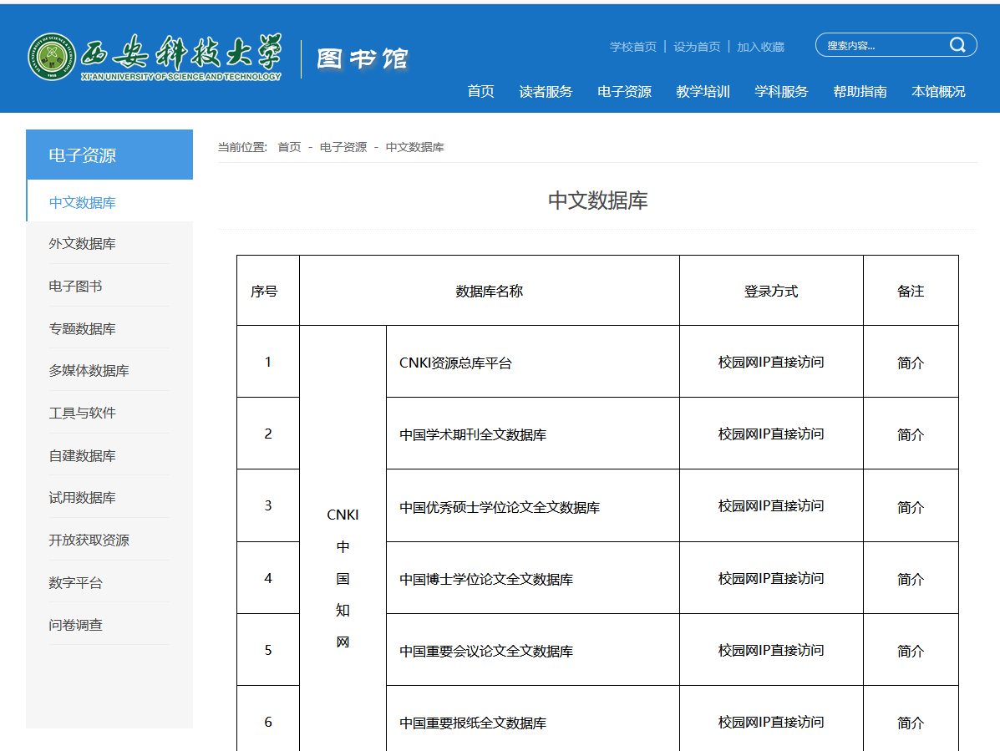 西安科技大学
XI'AN UNIVERSITY OF SCIENCE AND TECHNOLOGY
图书馆
学校首页 | 设为首页 | 加入收藏
搜索内容...
首页 读者服务 电子资源 教学培训 学科服务 帮助指南 本馆概况
电子资源
中文数据库
外文数据库
电子图书
专题数据库
多媒体数据库
工具与软件
自建数据库
试用数据库
开放获取资源
数字平台
问卷调查
当前位置: 首页 - 电子资源 - 中文数据库
中文数据库
序号 数据库名称 登录方式 备注
CNKI
中
国
知
网
1 CNKI资源总库平台 校园网IP直接访问 简介
2 中国学术期刊全文数据库 校园网IP直接访问 简介
3 中国优秀硕士学位论文全文数据库 校园网IP直接访问 简介
4 中国博士学位论文全文数据库 校园网IP直接访问 简介
5 中国重要会议论文全文数据库 校园网IP直接访问 简介
6 中国重要报纸全文数据库 校园网IP直接访问 简介